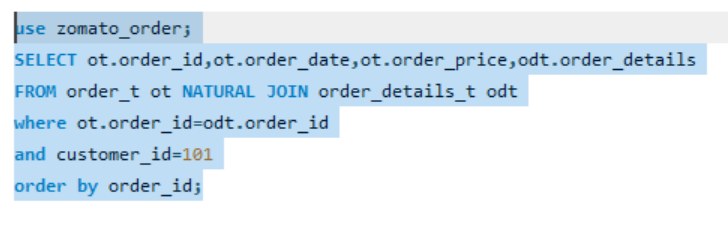 use zomato_order;
SELECT ot.order_id,ot.order_date,ot.order_price,odt.order_details
FROM order_t ot NATURAL JOIN order_details_t odt
where ot.order_id=odt.order_id
and customer_id=101
order by order_id;